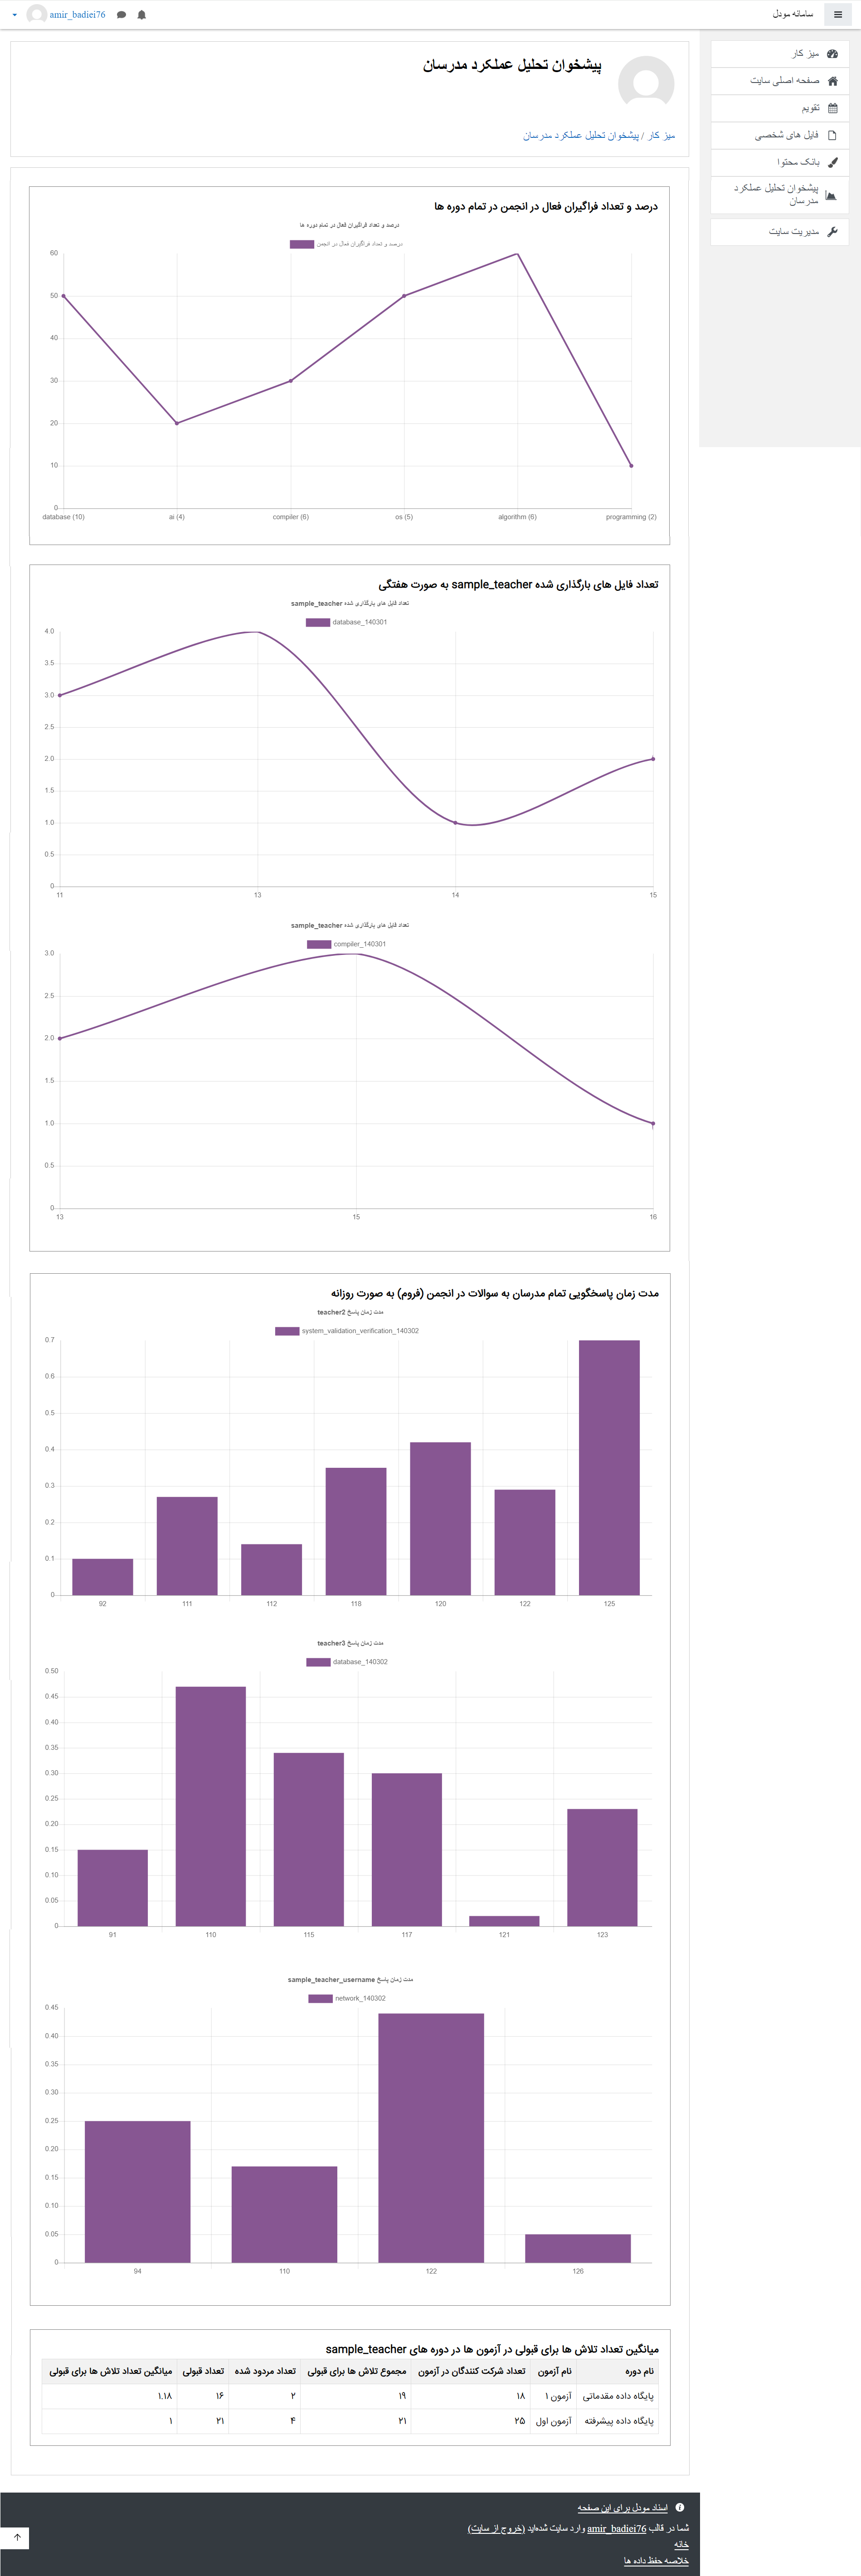 سامانه مودل
amir_badiei76
میز کار
صفحه اصلی سایت
تقویم
فایل های شخصی
بانک محتوا
پیشخوان تحلیل عملکرد
مدرسان
مدیریت سایت
پیشخوان تحلیل عملکرد مدرسان
میز کار / پیشخوان تحلیل عملکرد مدرسان
درصد و تعداد فراگیران فعال در انجمن در تمام دوره ها
درصد و تعداد فراگیران فعال در تمام دوره ها
درصد و تعداد فراگیران فعال در انجمن
60
50
40
30
20
10
0
database (10) ai (4) compiler (6) os (5) algorithm (6) programming (2)
تعداد فایل های بارگذاری شده sample_teacher به صورت هفتگی
تعداد فایل های بارگذاری شده sample_teacher
database_140301
4.0
3.5
3.0
2.5
2.0
1.5
1.0
0.5
0
11 13 14 15
تعداد فایل های بارگذاری شده sample_teacher
compiler_140301
3.0
2.5
2.0
1.5
1.0
0.5
0
13 15 16
مدت زمان پاسخگویی تمام مدرسان به سوالات در انجمن (فروم) به صورت روزانه
مدت زمان پاسخ teacher2
system_validation_verification_140302
0.7
0.6
0.5
0.4
0.3
0.2
0.1
0
92 111 112 118 120 122 125
مدت زمان پاسخ teacher3
database_140302
0.50
0.45
0.40
0.35
0.30
0.25
0.20
0.15
0.10
0.05
0
91 110 115 117 121 123
مدت زمان پاسخ sample_teacher_username
network_140302
0.45
0.40
0.35
0.30
0.25
0.20
0.15
0.10
0.05
0
94 110 122 126
میانگین تعداد تلاش ها برای قبولی در آزمون ها در دوره های sample_teacher
نام دوره نام آزمون تعداد شرکت کنندگان در آزمون مجموع تلاش ها برای قبولی تعداد مردود شده تعداد قبولی میانگین تعداد تلاش ها برای قبولی
پایگاه داده مقدماتی آزمون ۱ ۱۸ ۱۹ ۲ ۱۶ ۱.۱۸
پایگاه داده پیشرفته آزمون اول ۲۵ ۲۱ ۴ ۲۱ ۱
اسناد مودل برای این صفحه
شما در قالب amir_badiei76 وارد سایت شده‌اید (خروج از سایت)
خانه
خلاصه حفظ داده ها